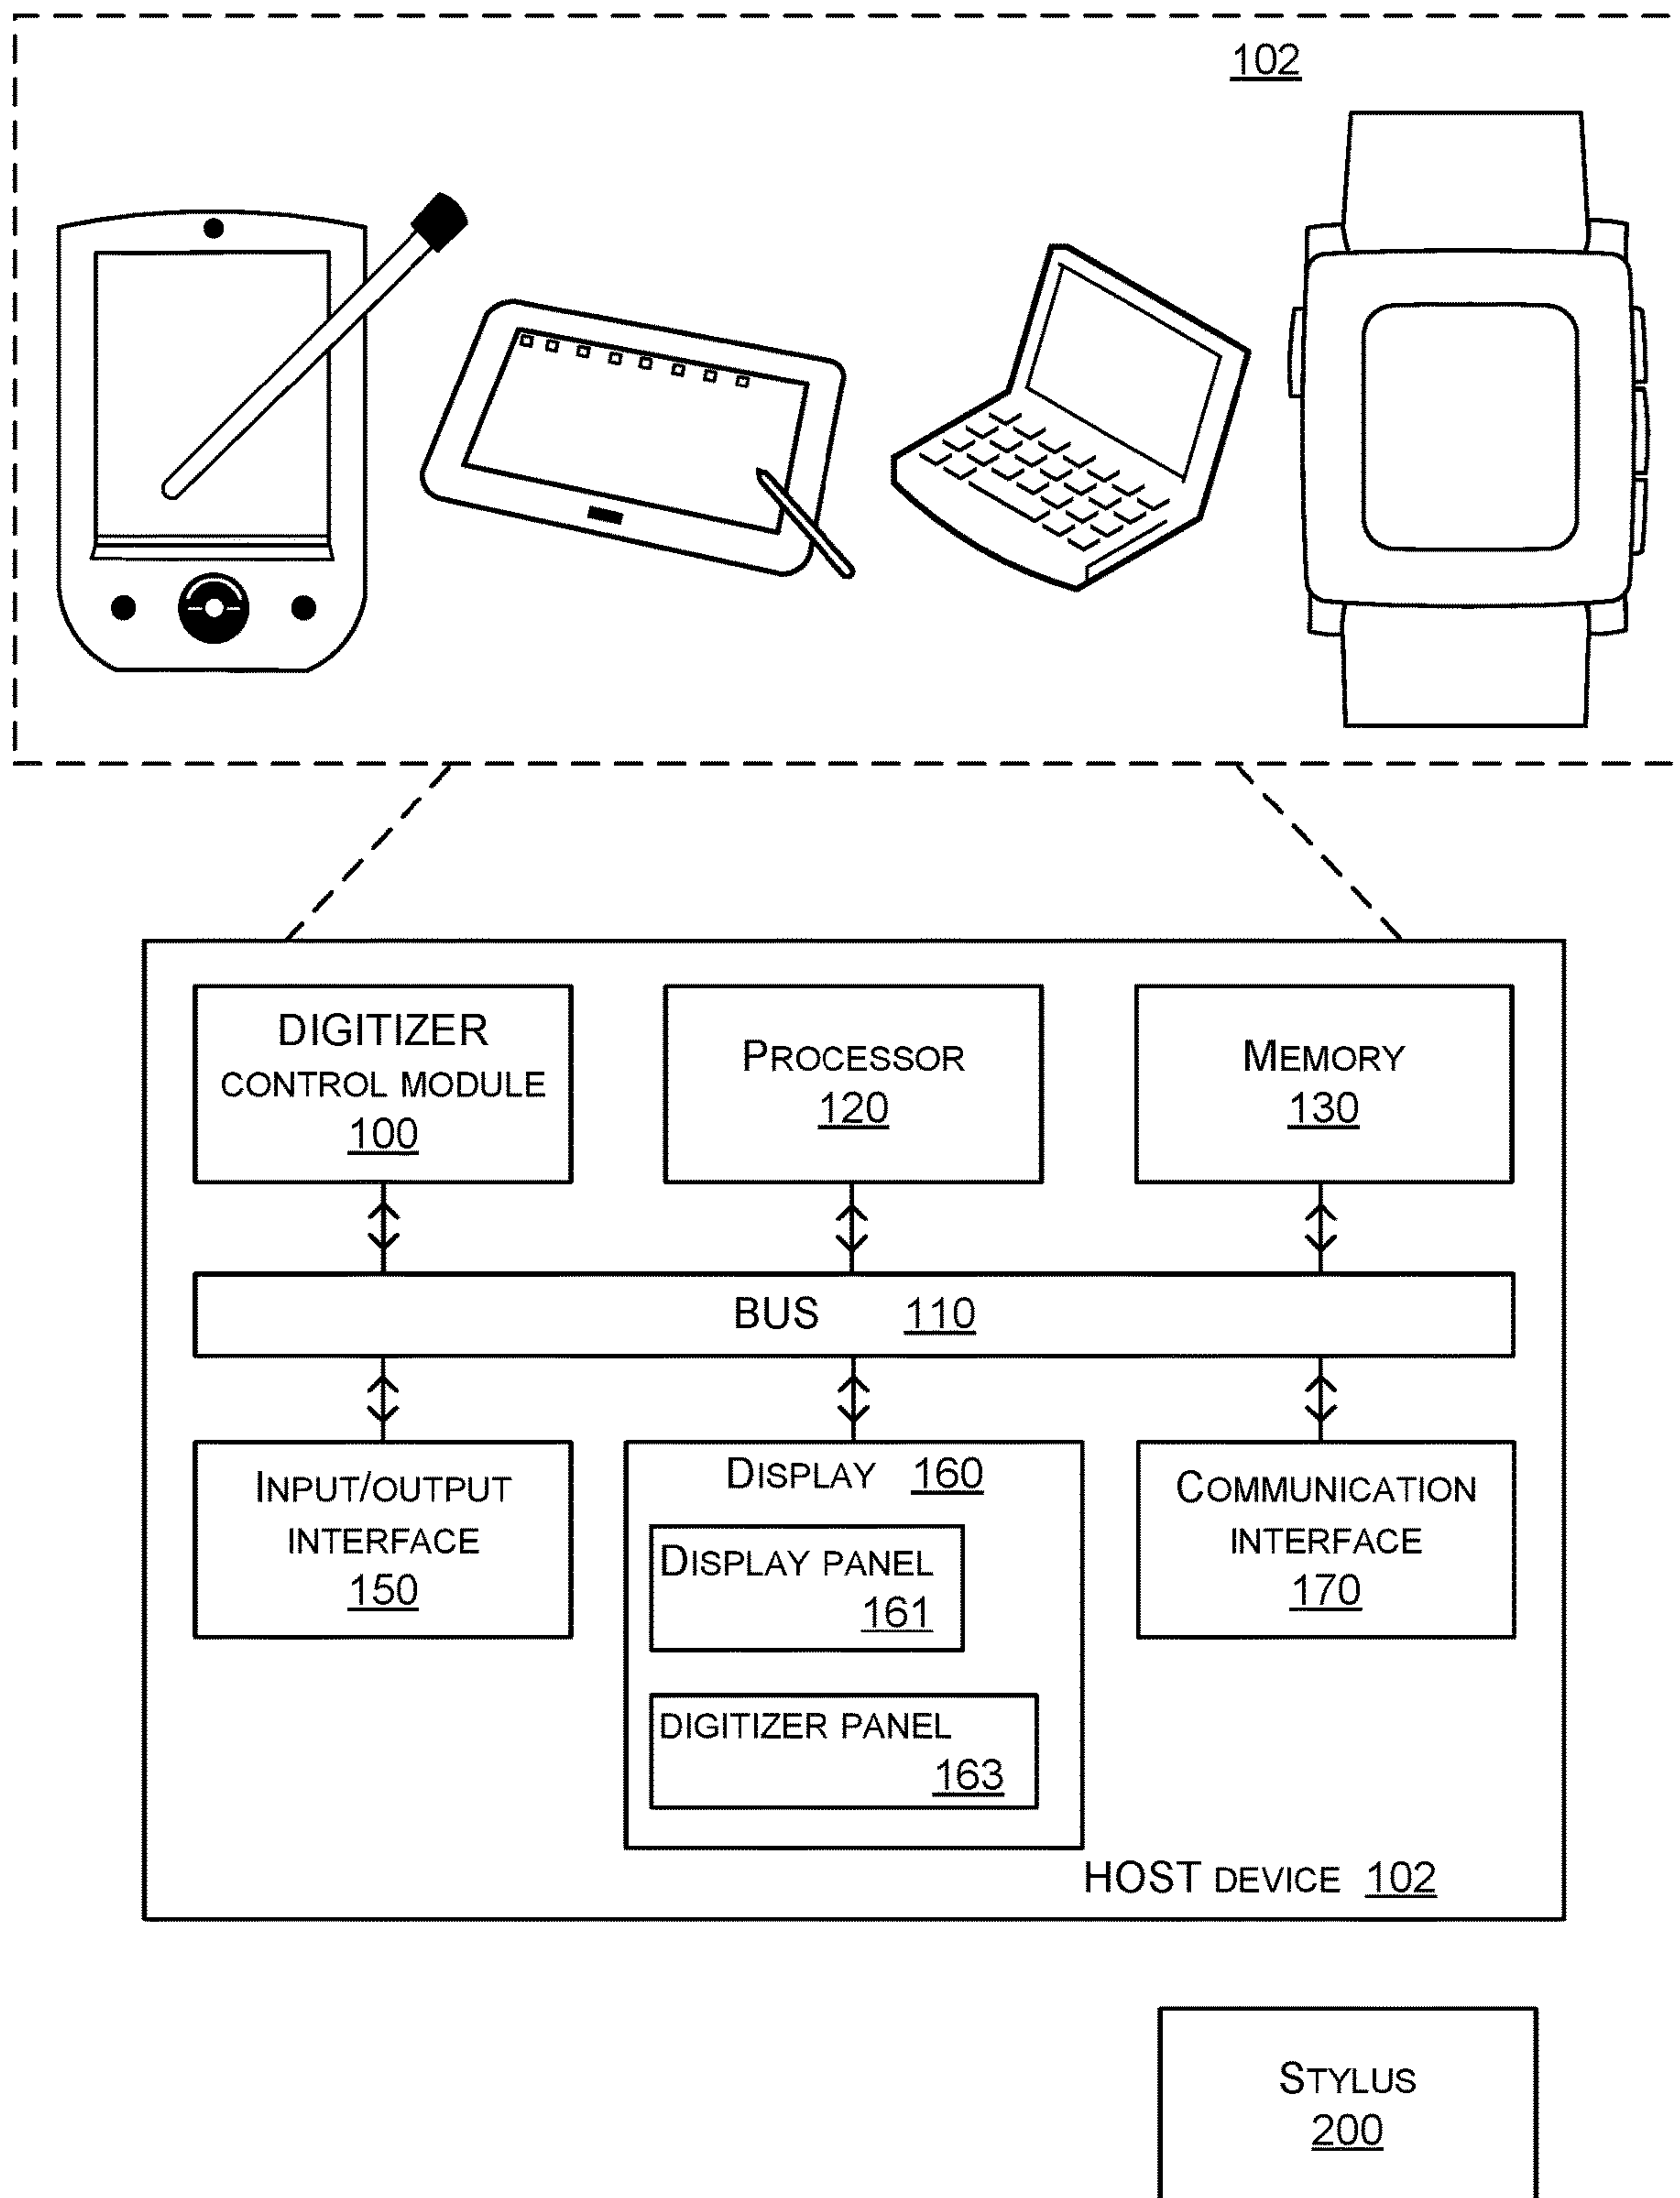 102
DIGITIZER
CONTROL MODULE
100
PROCESSOR
120
MEMORY
130
BUS 110
INPUT/OUTPUT
INTERFACE
150
DISPLAY 160
DISPLAY PANEL
161
DIGITIZER PANEL
163
COMMUNICATION
INTERFACE
170
HOST DEVICE 102
STYLUS
200